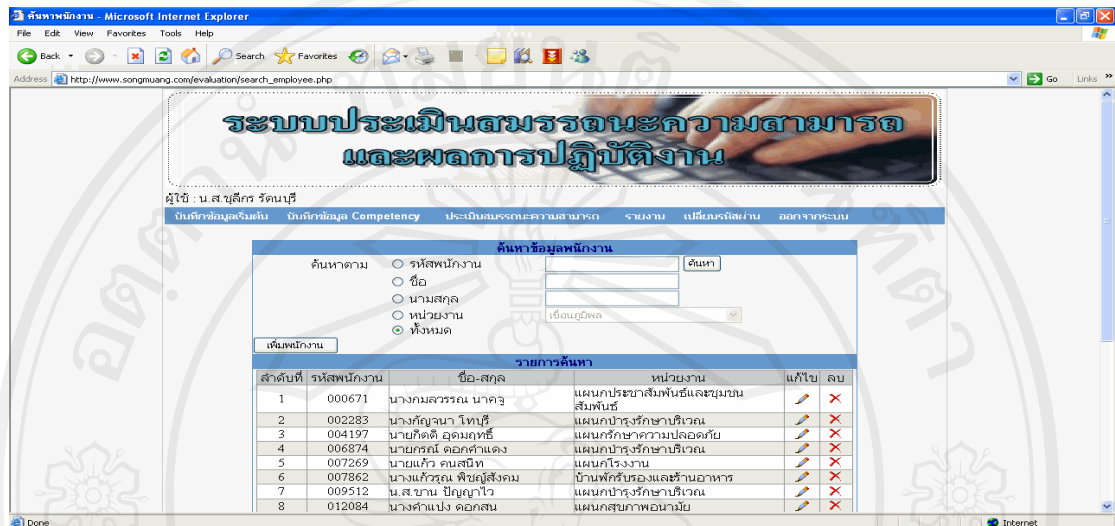 ค้นหาพนักงาน - Microsoft Internet Explorer
File Edit View Favorites Tools Help
Back Search Favorites
Address http://www.songmuang.com/evaluation/search_employee.php Go Links »
ระบบประเมินสมรรถนะความสามารถ
และผลการปฏิบัติงาน
ผู้ใช้ : น.ส.ชุลีกร รัตนบุรี
บันทึกข้อมูลเริ่มต้น บันทึกข้อมูล Competency ประเมินสมรรถนะความสามารถ รายงาน เปลี่ยนรหัสผ่าน ออกจากระบบ
ค้นหาข้อมูลพนักงาน
ค้นหาตาม รหัสพนักงาน ค้นหา
ชื่อ
นามสกุล
หน่วยงาน เขื่อนภูมิพล
ทั้งหมด
เพิ่มพนักงาน
รายการค้นหา
ลำดับที่ รหัสพนักงาน ชื่อ-สกุล หน่วยงาน แก้ไข ลบ
1 000671 นางกมลวรรณ นาคจู แผนกประชาสัมพันธ์และชุมชนสัมพันธ์
2 002283 นางกัญจนา โทบุรี แผนกบำรุงรักษาบริเวณ
3 004197 นายกิตติ อุดมฤทธิ์ แผนกรักษาความปลอดภัย
4 006874 นายกรณ์ ดอกคำแดง แผนกบำรุงรักษาบริเวณ
5 007269 นายแก้ว คนสนิท แผนกโรงงาน
6 007862 นางแก้วรุณ พิชญ์สังคม บ้านพักรับรองและร้านอาหาร
7 009512 น.ส.ขาน ปัญญาไว แผนกบำรุงรักษาบริเวณ
8 012084 นางคำแปง ดอกสน แผนกสุขภาพอนามัย
Done Internet